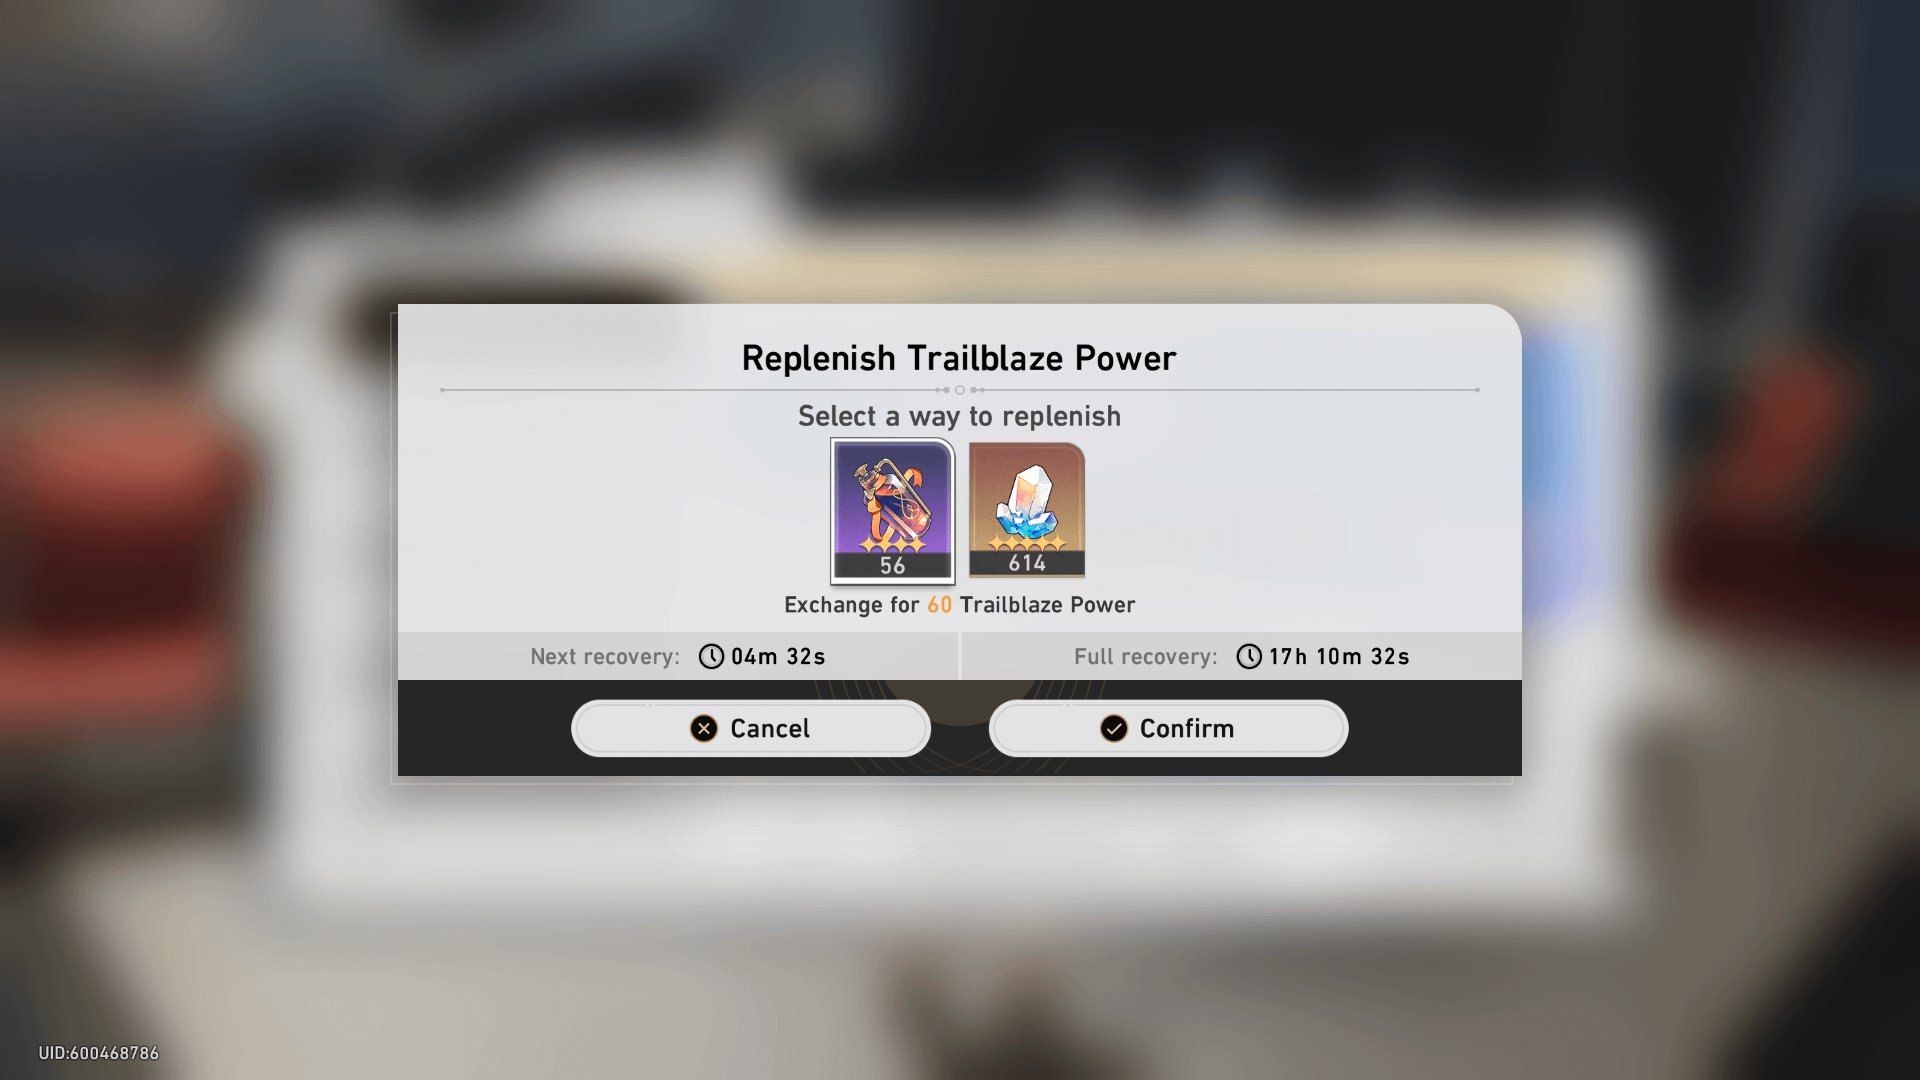 Replenish Trailblaze Power
Select a way to replenish
56
614
Exchange for 60 Trailblaze Power
Next recovery: 04m 32s
Full recovery: 17h 10m 32s
Cancel
Confirm
UID:600468786